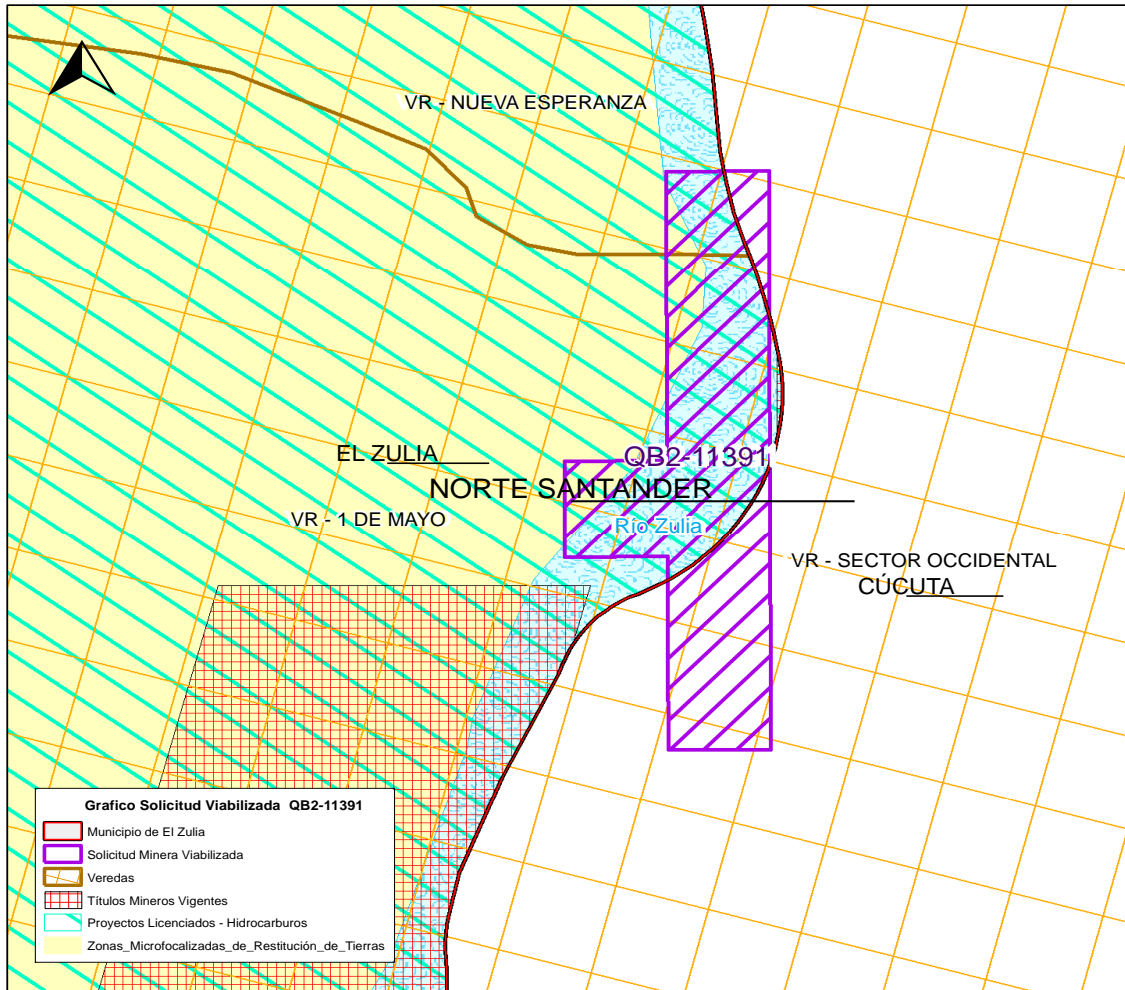 VR - NUEVA ESPERANZA
EL ZULIA
QB2-11391
NORTE SANTANDER
VR - 1 DE MAYO
Río Zulia
VR - SECTOR OCCIDENTAL
CÚCUTA
Grafico Solicitud Viabilizada QB2-11391
Municipio de El Zulia
Solicitud Minera Viabilizada
Veredas
Títulos Mineros Vigentes
Proyectos Licenciados - Hidrocarburos
Zonas_Microfocalizadas_de_Restitución_de_Tierras